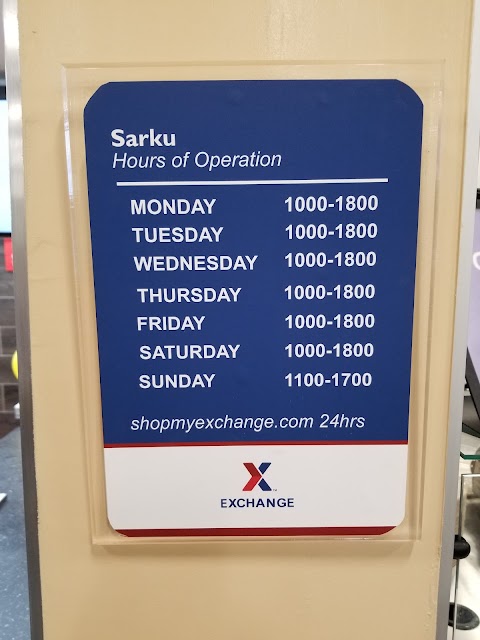 Sarku
Hours of Operation
MONDAY 1000-1800
TUESDAY 1000-1800
WEDNESDAY 1000-1800
THURSDAY 1000-1800
FRIDAY 1000-1800
SATURDAY 1000-1800
SUNDAY 1100-1700
shopmyexchange.com 24hrs
X
EXCHANGE